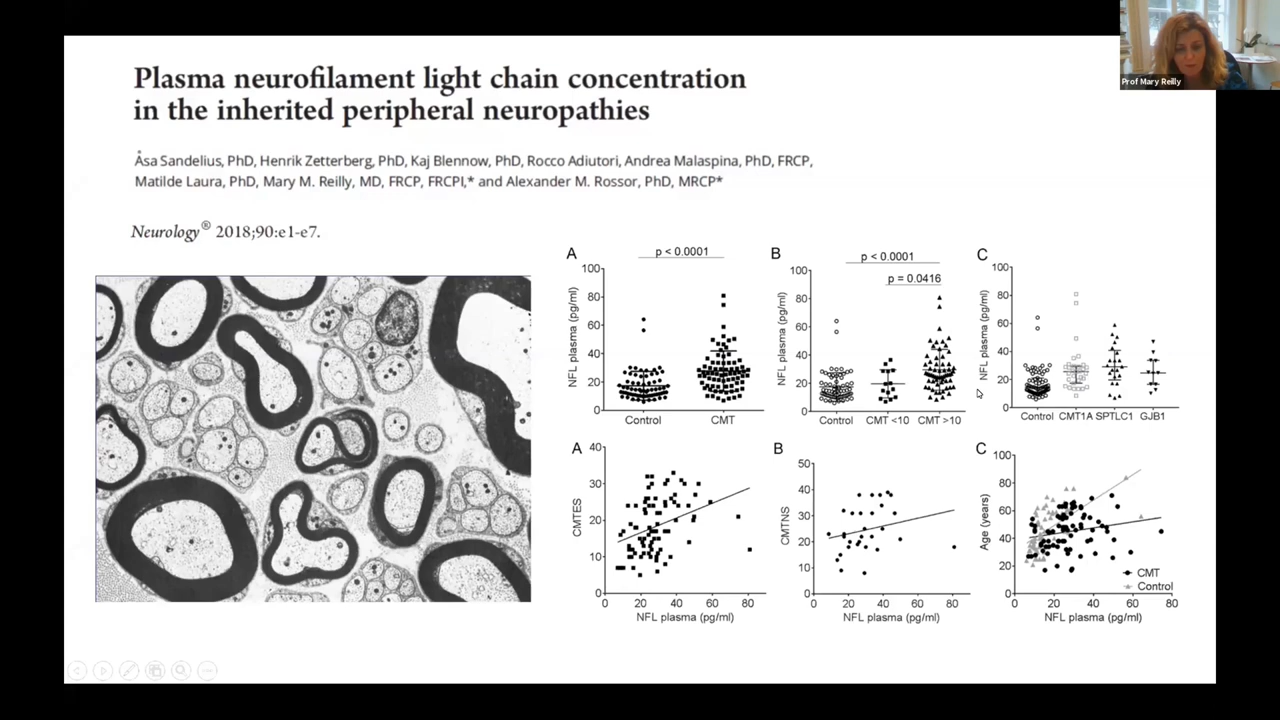 Prof Mary Reilly
Plasma neurofilament light chain concentration
in the inherited peripheral neuropathies
Åsa Sandelius, PhD, Henrik Zetterberg, PhD, Kaj Blennow, PhD, Rocco Adiutori, Andrea Malaspina, PhD, FRCP,
Matilde Laura, PhD, Mary M. Reilly, MD, FRCP, FRCPI,* and Alexander M. Rossor, PhD, MRCP*
Neurology® 2018;90:e1-e7.
A
p < 0.0001
NFL plasma (pg/ml)
100
80
60
40
20
0
Control CMT
B
p < 0.0001
p = 0.0416
NFL plasma (pg/ml)
100
80
60
40
20
0
Control CMT <10 CMT >10
C
NFL plasma (pg/ml)
100
80
60
40
20
0
Control CMT1A SPTLC1 GJB1
A
CMTES
40
30
20
10
0
0 20 40 60 80
NFL plasma (pg/ml)
B
CMTNS
50
40
30
20
10
0
0 20 40 60 80
NFL plasma (pg/ml)
C
Age (years)
100
80
60
40
20
0
CMT
Control
0 20 40 60 80
NFL plasma (pg/ml)